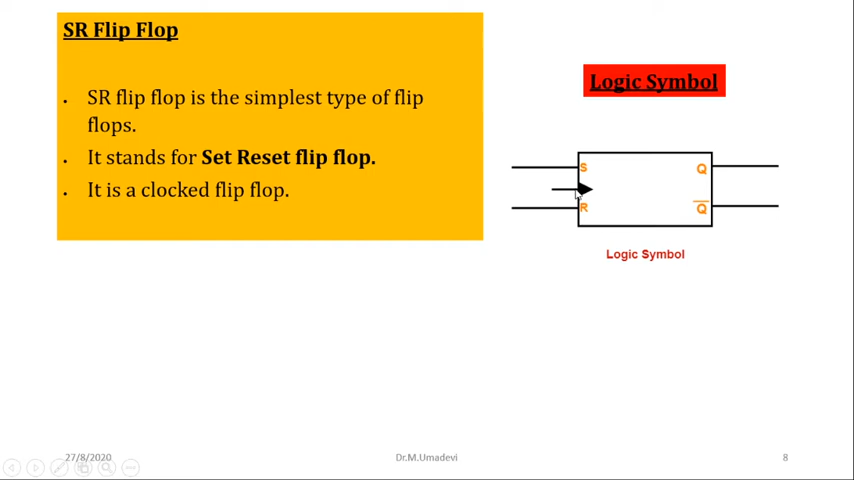 SR Flip Flop
Logic Symbol
• SR flip flop is the simplest type of flip
flops.
• It stands for Set Reset flip flop.
• It is a clocked flip flop.
S
Q
R
Q
Logic Symbol
27/8/2020
Dr.M.Umadevi
8